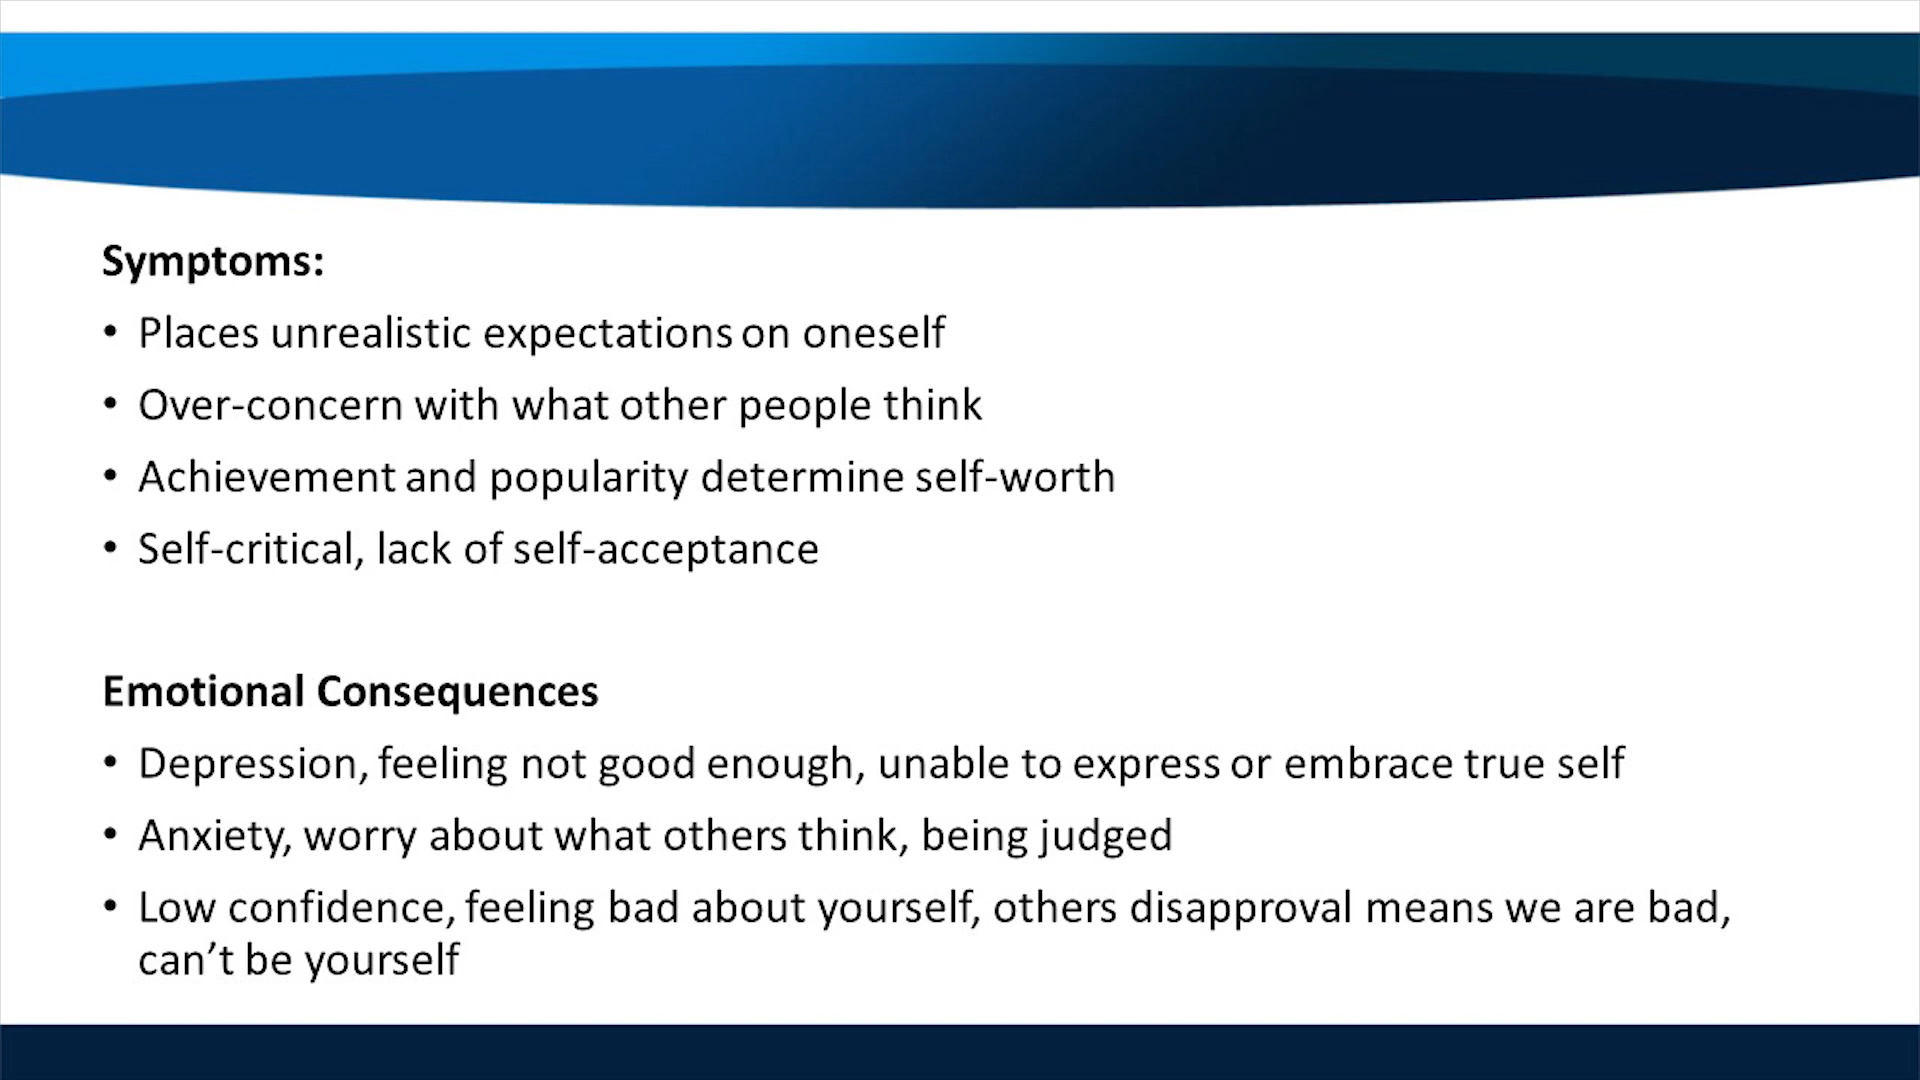 Symptoms:
• Places unrealistic expectations on oneself
• Over-concern with what other people think
• Achievement and popularity determine self-worth
• Self-critical, lack of self-acceptance
Emotional Consequences
• Depression, feeling not good enough, unable to express or embrace true self
• Anxiety, worry about what others think, being judged
• Low confidence, feeling bad about yourself, others disapproval means we are bad,
can’t be yourself